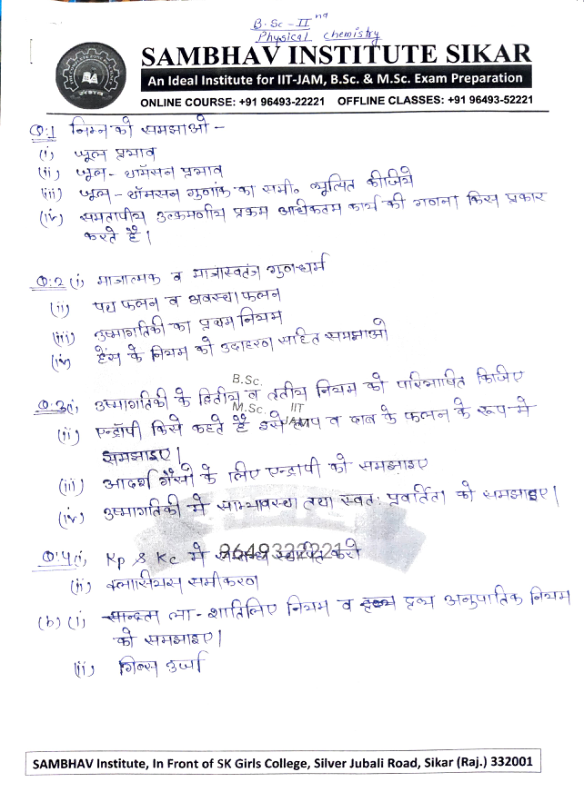 B.Sc-II nd
Physical chemistry
SAMBHAV INSTITUTE SIKAR
An Ideal Institute for IIT-JAM, B.Sc. & M.Sc. Exam Preparation
ONLINE COURSE: +91 96493-22221 OFFLINE CLASSES: +91 96493-52221
Q:1 निम्न को समझाओ -
(i) जूल प्रभाव
(ii) जूल - थॉमसन प्रभाव
(iii) जूल - थॉमसन गुणांक का समी. व्युत्पित कीजिये
(iv) समतापीय उत्क्रमणीय प्रक्रम अधिकतम कार्य की गणना किस प्रकार
करते है।
Q:2 (i) मात्रात्मक व मात्रास्वतंत्र गुणधर्म
(ii) पथ फलन व अवस्था फलन
(iii) उष्मागतिकी का प्रथम नियम
(iv) हैस के नियम को उदाहरण सहित समझाओ
B.Sc.
Q.3(i) उष्मागतिकी के द्वितीय व तृतीय नियम को परिभाषित किजिए
M.Sc. IIT
JAM
(ii) एन्ट्रॉपी किसे कहते है इसे ताप व दाब के फलन के रूप मे
समझाइए।
(iii) आदर्श गैसो के लिए एन्ट्रापी को समझाइए
(iv) उष्मागतिकी मे साम्यावस्था तथा स्वतः प्रवर्तिता को समझाइए।
9649322221
Q:4(i) Kp & Kc मे सम्बन्ध स्थापित करो
(ii) क्लासियस समीकरण
(b) (i) ला - शातेलिए नियम व द्रव्य अनुपातिक नियम
को समझाइए।
(ii) गिब्स उर्जा
SAMBHAV Institute, In Front of SK Girls College, Silver Jubali Road, Sikar (Raj.) 332001